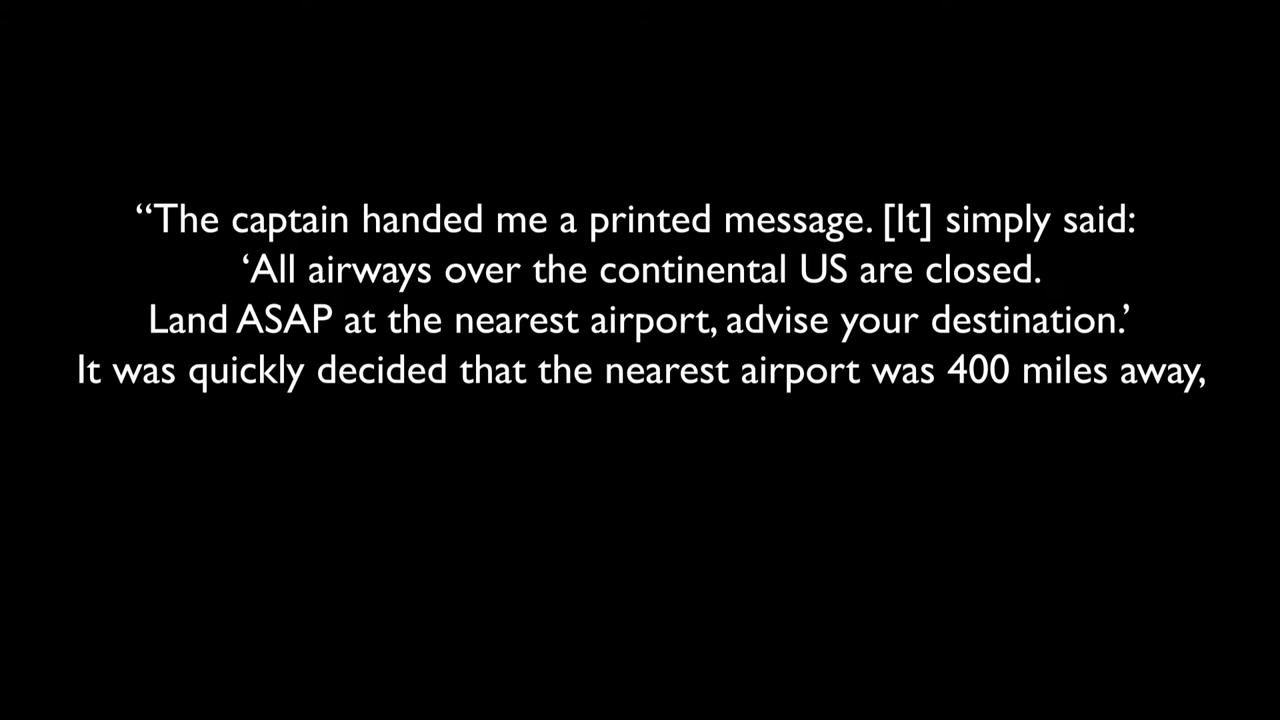 “The captain handed me a printed message. [It] simply said:
‘All airways over the continental US are closed.
Land ASAP at the nearest airport, advise your destination.’
It was quickly decided that the nearest airport was 400 miles away,